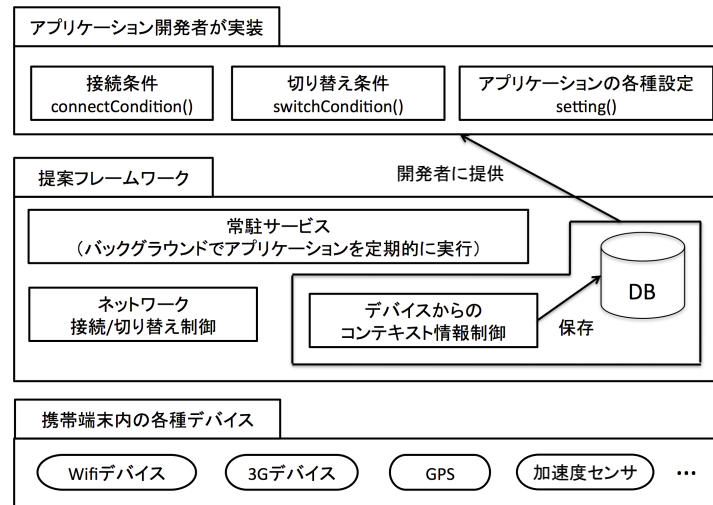 アプリケーション開発者が実装
接続条件
connectCondition()
切り替え条件
switchCondition()
アプリケーションの各種設定
setting()
開発者に提供
提案フレームワーク
常駐サービス
（バックグラウンドでアプリケーションを定期的に実行）
ネットワーク
接続/切り替え制御
デバイスからの
コンテキスト情報制御
保存
DB
携帯端末内の各種デバイス
Wifiデバイス
3Gデバイス
GPS
加速度センサ
…